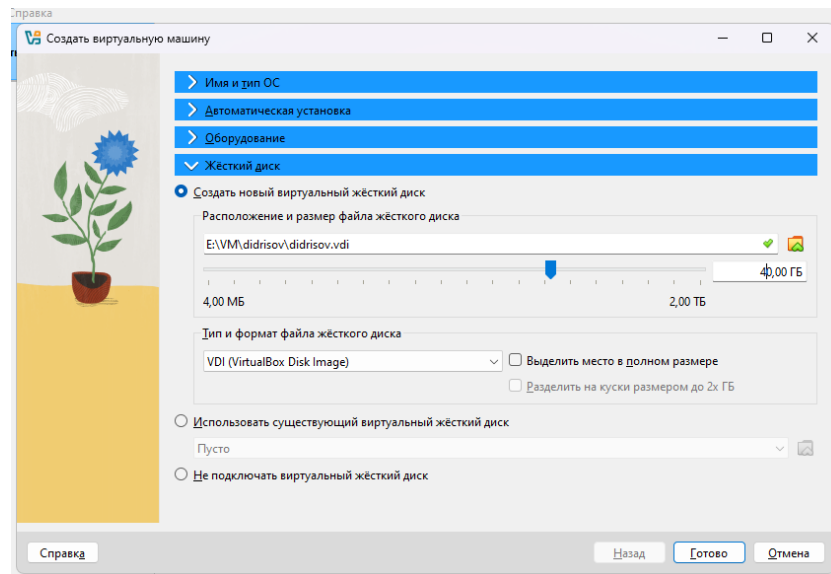 Справка
Создать виртуальную машину
Имя и тип ОС
Автоматическая установка
Оборудование
Жёсткий диск
Создать новый виртуальный жёсткий диск
Расположение и размер файла жёсткого диска
E:\VM\didrisov\didrisov.vdi
40,00 ГБ
4,00 МБ 2,00 ТБ
Тип и формат файла жёсткого диска
VDI (VirtualBox Disk Image) Выделить место в полном размере
Разделить на куски размером до 2х ГБ
Использовать существующий виртуальный жёсткий диск
Пусто
Не подключать виртуальный жёсткий диск
Справка Назад Готово Отмена